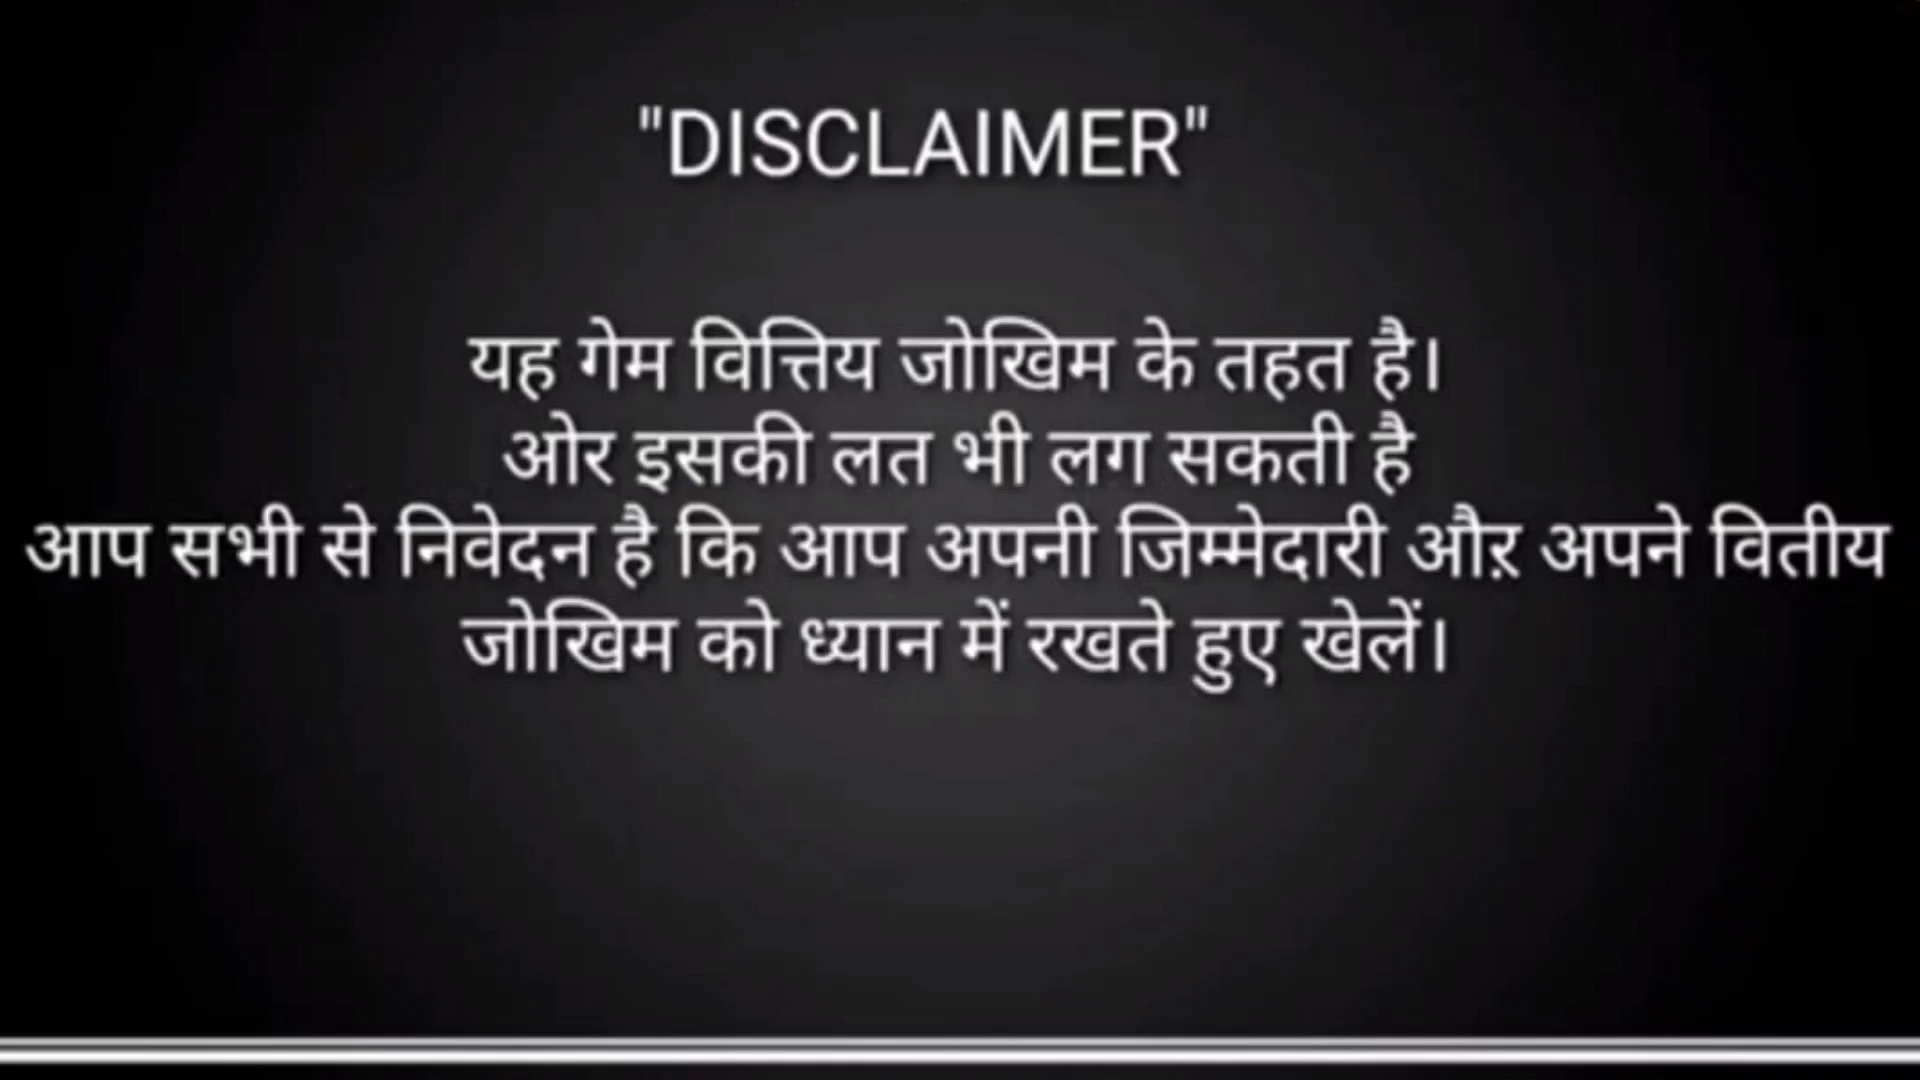 "DISCLAIMER"
यह गेम वित्तिय जोखिम के तहत है।
ओर इसकी लत भी लग सकती है
आप सभी से निवेदन है कि आप अपनी जिम्मेदारी औऱ अपने वितीय
जोखिम को ध्यान में रखते हुए खेलें।